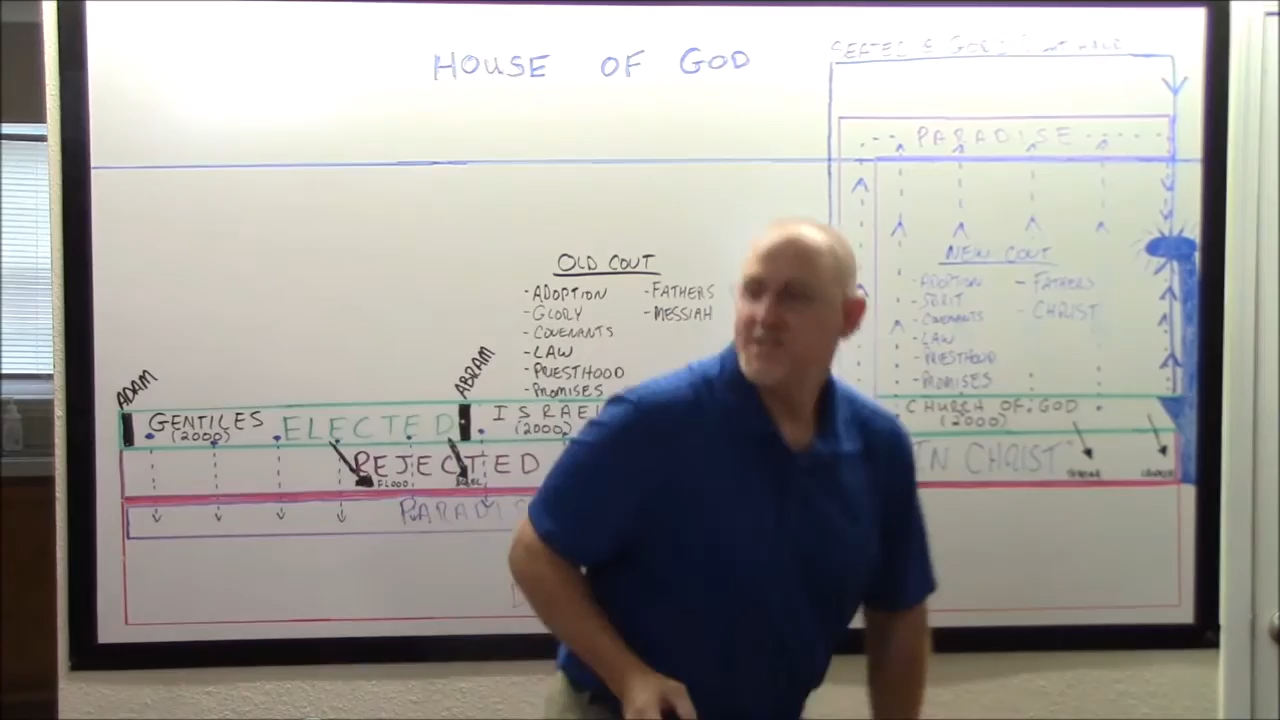 HOUSE OF GOD
PARADISE
OLD COVT
- ADOPTION
- GLORY
- COVENANTS
- LAW
- PRIESTHOOD
- PROMISES
- FATHERS
- MESSIAH
NEW COVT
- ADOPTION
- COVENANTS
- LAW
- PRIESTHOOD
- PROMISES
- FATHERS
- CHRIST
ADAM
GENTILES
(2000)
ELECTED
ABRAM
ISRAEL
(2000)
CHURCH OF GOD
(2000)
REJECTED
FLOOD
IN CHRIST